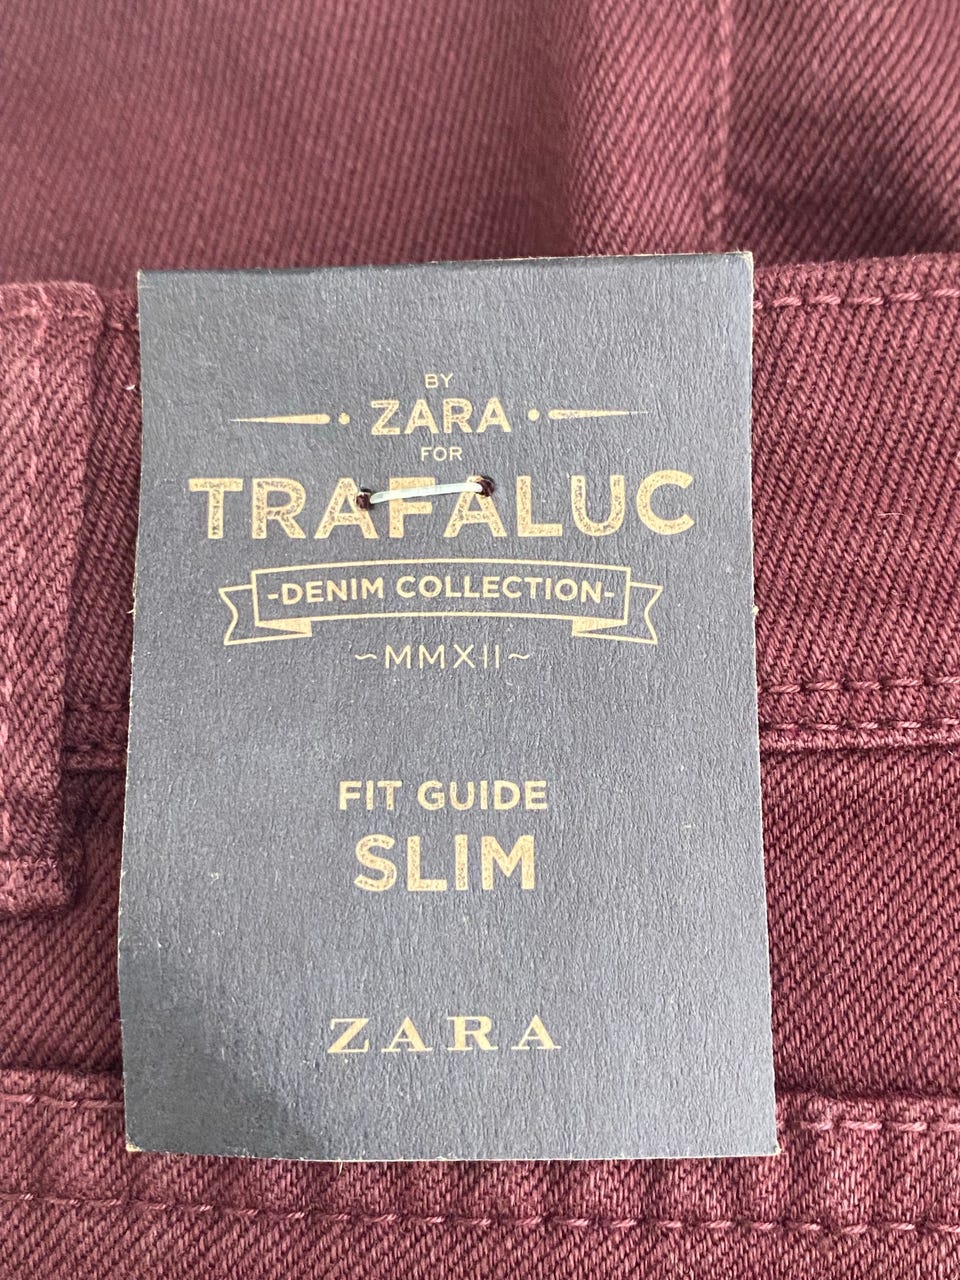 BY
ZARA
FOR
TRAFALUC
-DENIM COLLECTION-
~MMXII~
FIT GUIDE
SLIM
ZARA